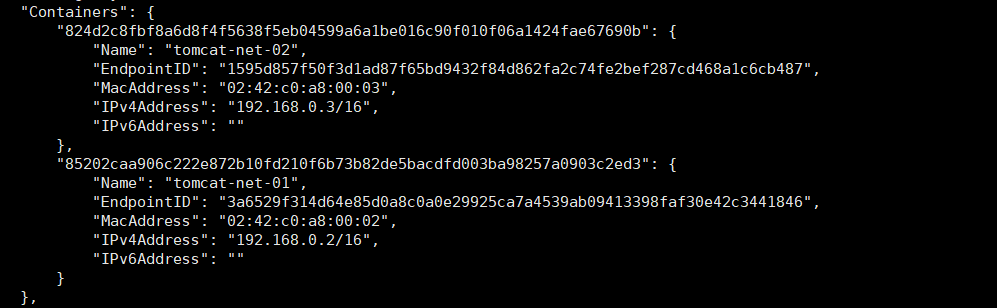 "Containers": {
    "824d2c8fbf8a6d8f4f5638f5eb04599a6a1be016c90f010f06a1424fae67690b": {
        "Name": "tomcat-net-02",
        "EndpointID": "1595d857f50f3d1ad87f65bd9432f84d862fa2c74fe2bef287cd468a1c6cb487",
        "MacAddress": "02:42:c0:a8:00:03",
        "IPv4Address": "192.168.0.3/16",
        "IPv6Address": ""
    },
    "85202caa906c222e872b10fd210f6b73b82de5bacdfd003ba98257a0903c2ed3": {
        "Name": "tomcat-net-01",
        "EndpointID": "3a6529f314d64e85d0a8c0a0e29925ca7a4539ab09413398faf30e42c3441846",
        "MacAddress": "02:42:c0:a8:00:02",
        "IPv4Address": "192.168.0.2/16",
        "IPv6Address": ""
    }
},